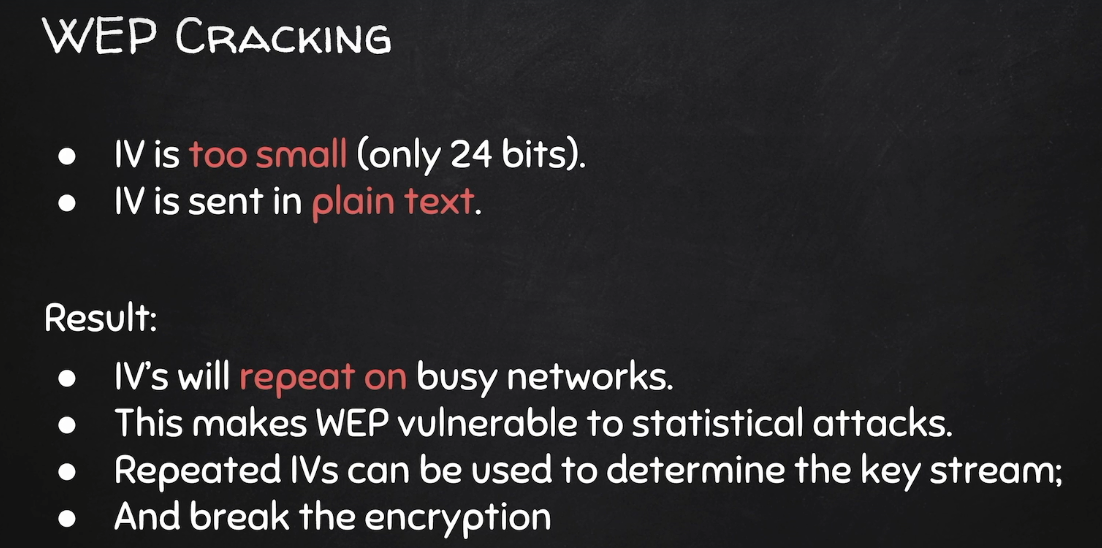 WEP Cracking
● IV is too small (only 24 bits).
● IV is sent in plain text.
Result:
● IV's will repeat on busy networks.
● This makes WEP vulnerable to statistical attacks.
● Repeated IVs can be used to determine the key stream;
● And break the encryption